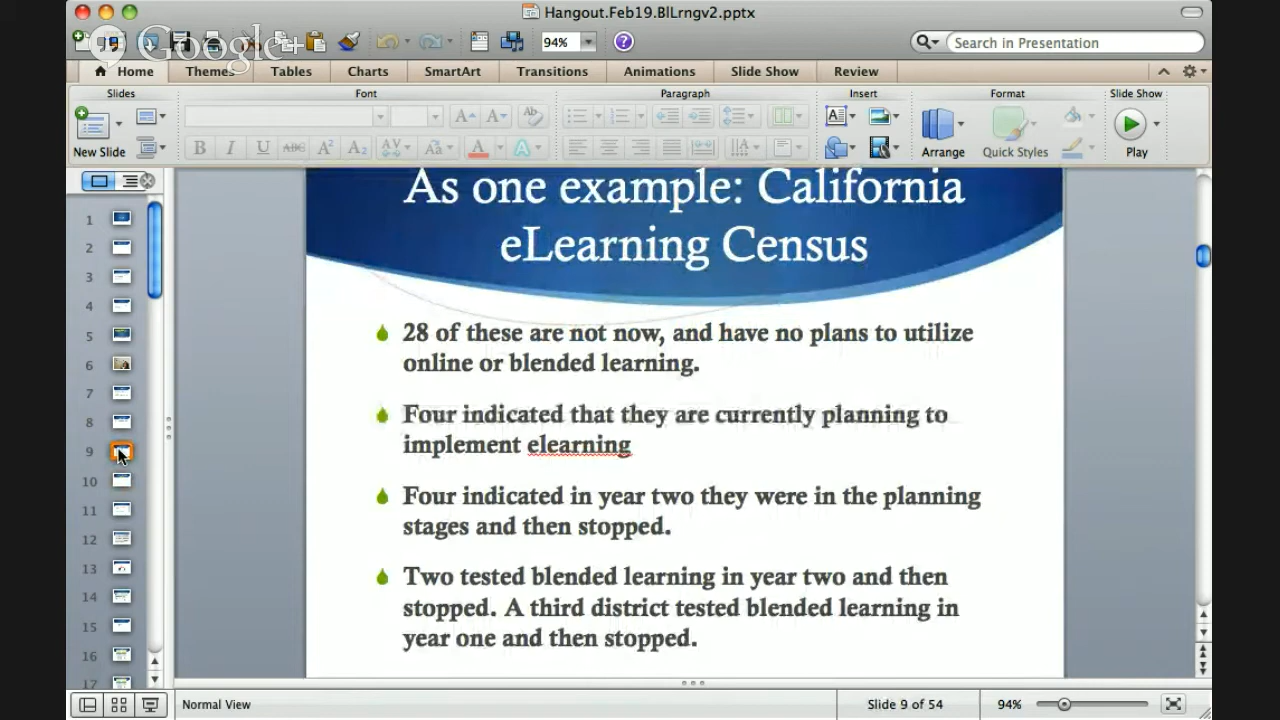 Hangout.Feb19.BlLrngv2.pptx
Google+
94%
Search in Presentation
Home Themes Tables Charts SmartArt Transitions Animations Slide Show Review
Slides Font Paragraph Insert Format Slide Show
New Slide Arrange Quick Styles Play
As one example: California
eLearning Census
28 of these are not now, and have no plans to utilize
online or blended learning.
Four indicated that they are currently planning to
implement elearning
Four indicated in year two they were in the planning
stages and then stopped.
Two tested blended learning in year two and then
stopped. A third district tested blended learning in
year one and then stopped.
1
2
3
4
5
6
7
8
9
10
11
12
13
14
15
16
17
Normal View Slide 9 of 54 94%